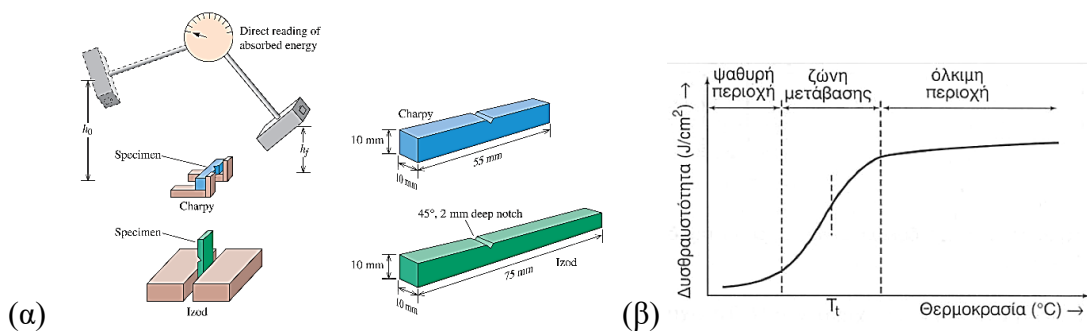 Direct reading of
absorbed energy
h0
hf
Specimen
Charpy
Specimen
Izod
Charpy
10 mm
10 mm
55 mm
45°, 2 mm deep notch
10 mm
10 mm
75 mm
Izod
(α)
ψαθυρή
περιοχή
ζώνη
μετάβασης
όλκιμη
περιοχή
Δυσθραυστότητα (J/cm²) →
Tt
Θερμοκρασία (°C) →
(β)